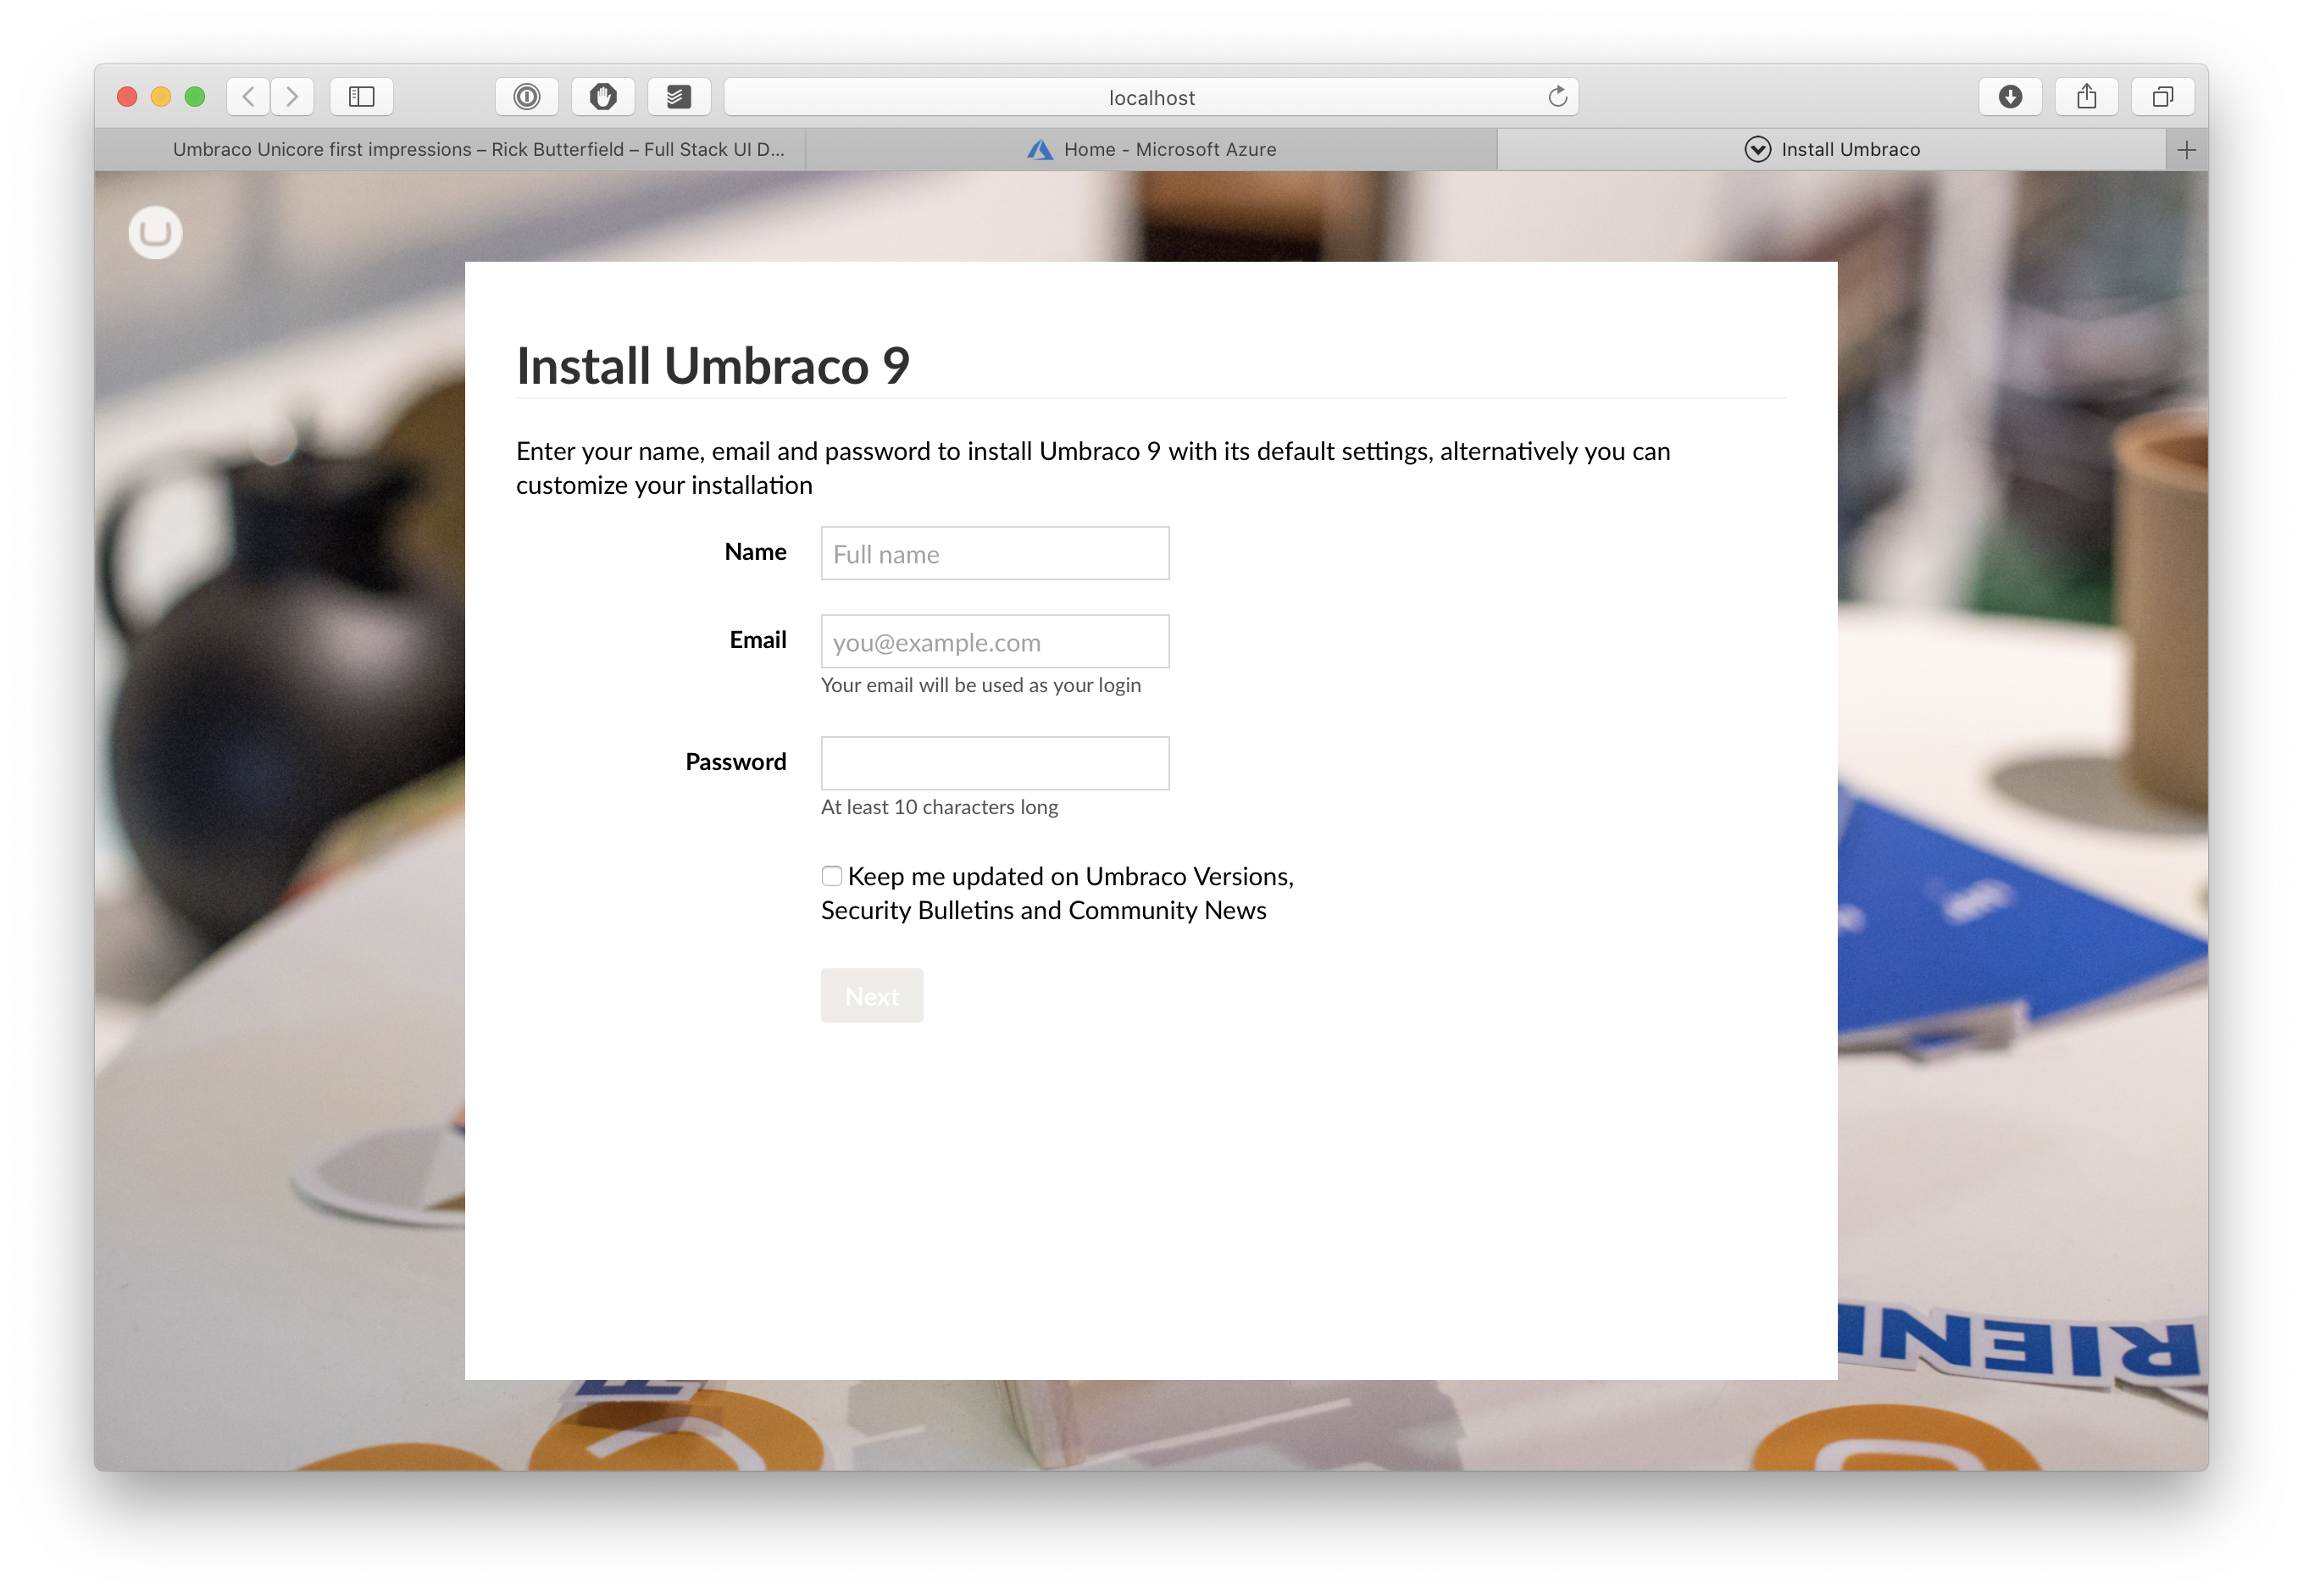 localhost
Umbraco Unicore first impressions – Rick Butterfield – Full Stack UI D...
Home - Microsoft Azure
Install Umbraco
Install Umbraco 9
Enter your name, email and password to install Umbraco 9 with its default settings, alternatively you can
customize your installation
Name
Full name
Email
you@example.com
Your email will be used as your login
Password
At least 10 characters long
Keep me updated on Umbraco Versions,
Security Bulletins and Community News
Next
RIEN